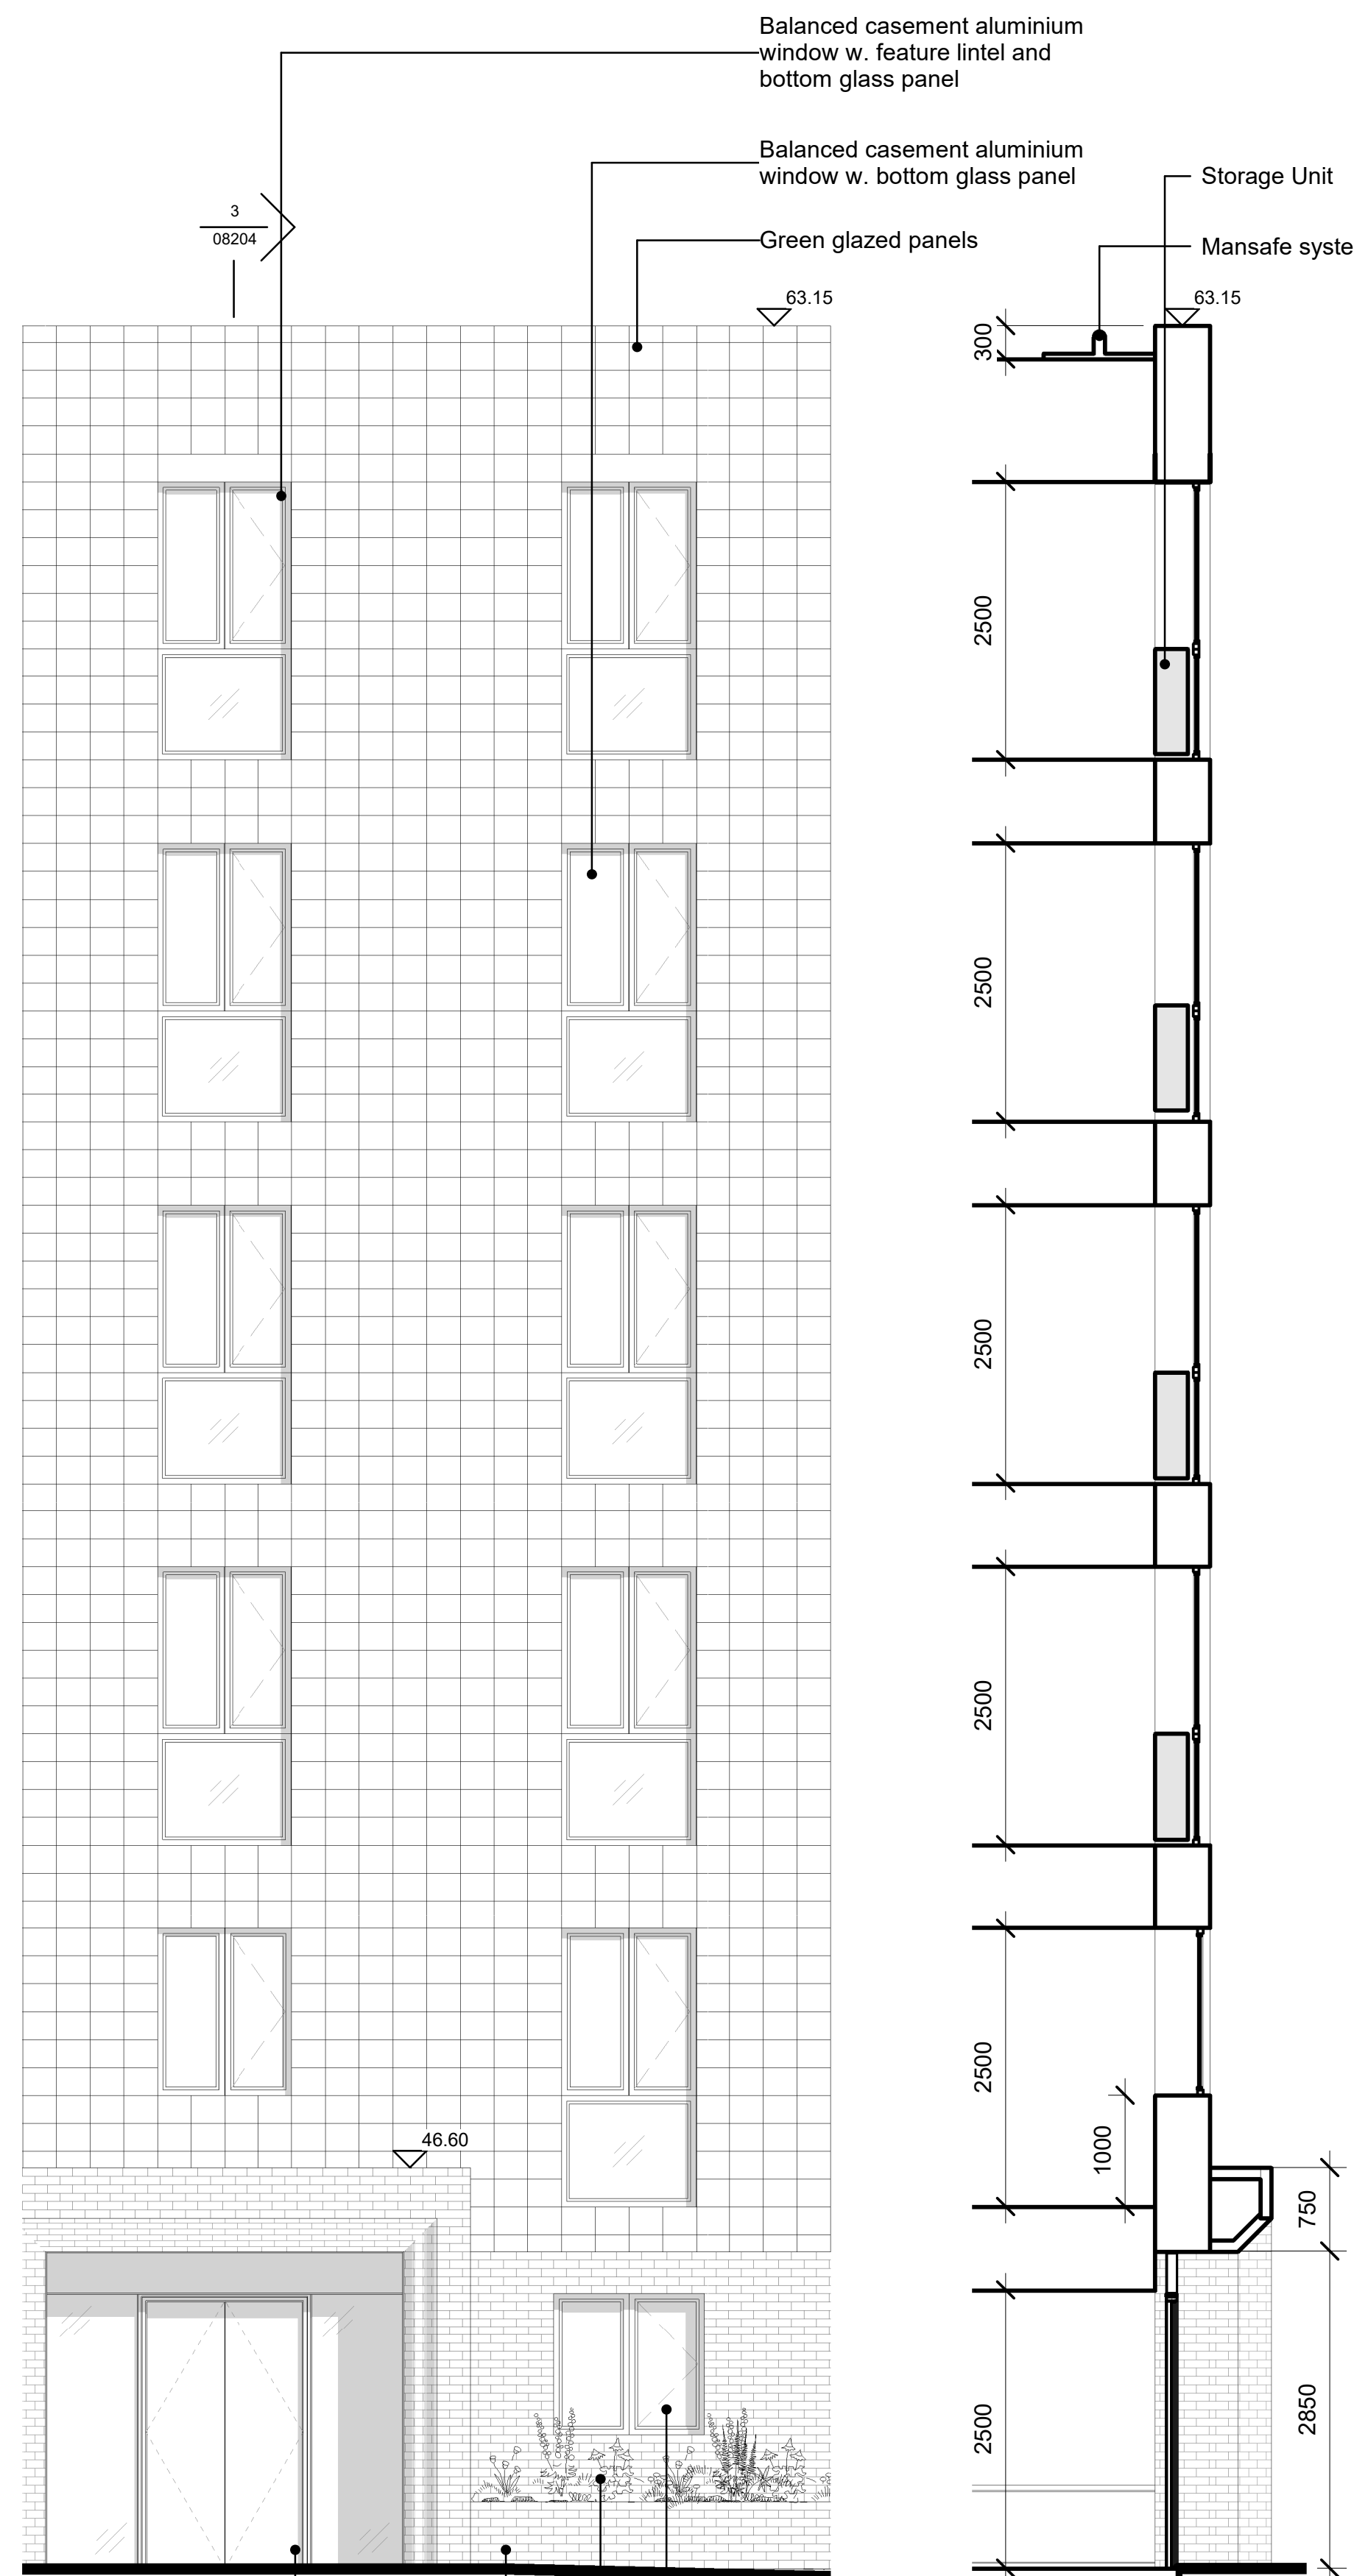 Balanced casement aluminium
window w. feature lintel and
bottom glass panel
Balanced casement aluminium
window w. bottom glass panel
Storage Unit
3
08204
Green glazed panels
Mansafe syste
63.15
63.15
300
2500
2500
2500
2500
2500
1000
46.60
750
2850
2500